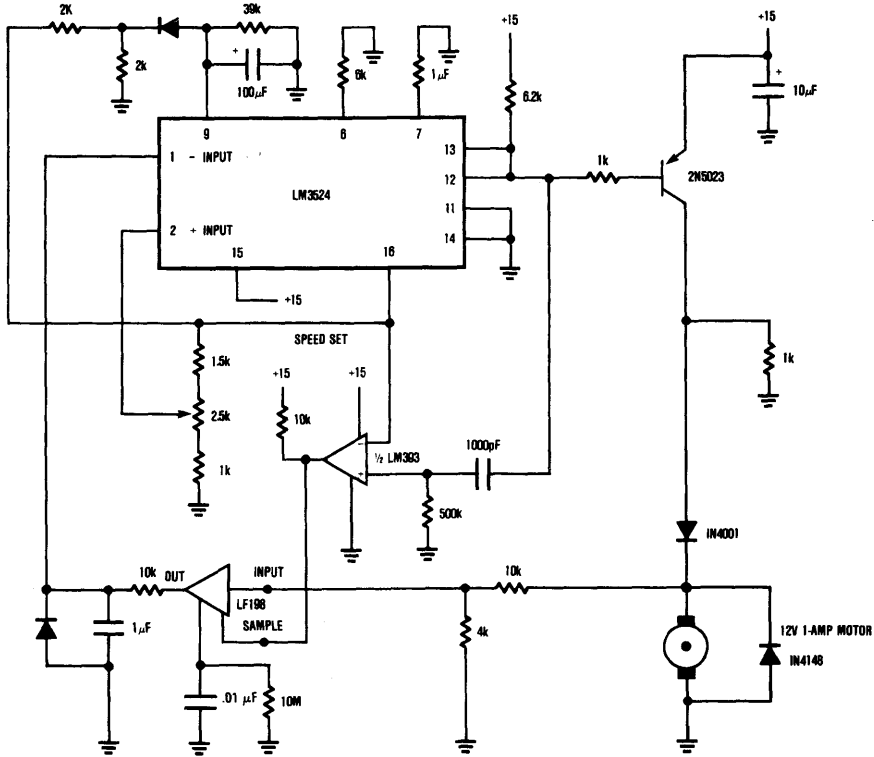 2K
39k
+15
+15
2k
100µF
+
6k
1µF
6.2k
+
10µF
9
6
7
1 - INPUT
13
12
LM3524
11
2 + INPUT
14
15
16
1k
2N5023
+15
SPEED SET
1.5k
+15
+15
1k
2.5k
10k
1000pF
-
½ LM393
+
1k
500k
IN4001
10k
OUT
INPUT
10k
LF198
SAMPLE
1µF
4k
12V 1-AMP MOTOR
IN4148
.01 µF
10M